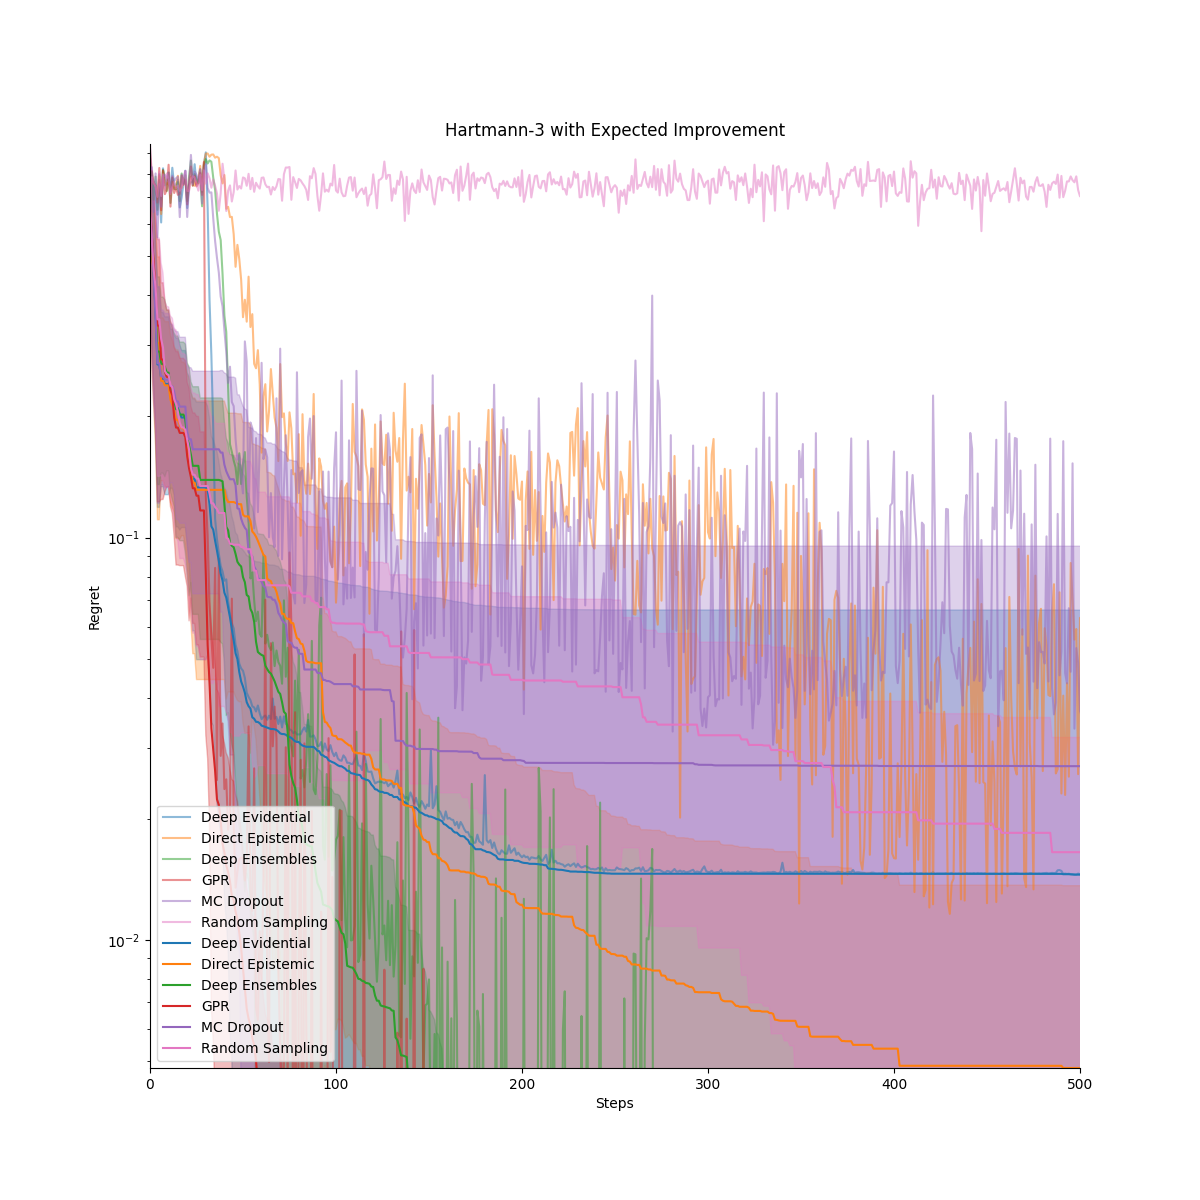 Hartmann-3 with Expected Improvement
Regret
10⁻¹
10⁻²
Deep Evidential
Direct Epistemic
Deep Ensembles
GPR
MC Dropout
Random Sampling
Deep Evidential
Direct Epistemic
Deep Ensembles
GPR
MC Dropout
Random Sampling
0 100 200 300 400 500
Steps